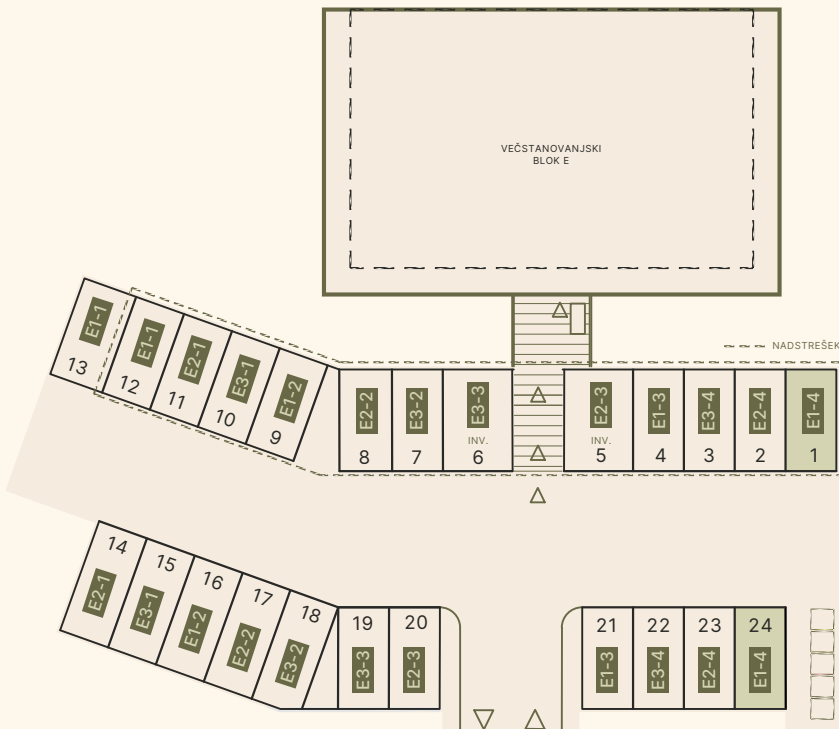 VEČSTANOVANJSKI
BLOK E
NADSTREŠEK
E1-1
13
E1-1
12
E2-1
11
E3-1
10
E1-2
9
E2-2
8
E3-2
7
E3-3
INV.
6
E2-3
INV.
5
E1-3
4
E3-4
3
E2-4
2
E1-4
1
14
E2-1
15
E3-1
16
E1-2
17
E2-2
18
E3-2
19
E3-3
20
E2-3
21
E1-3
22
E3-4
23
E2-4
24
E1-4